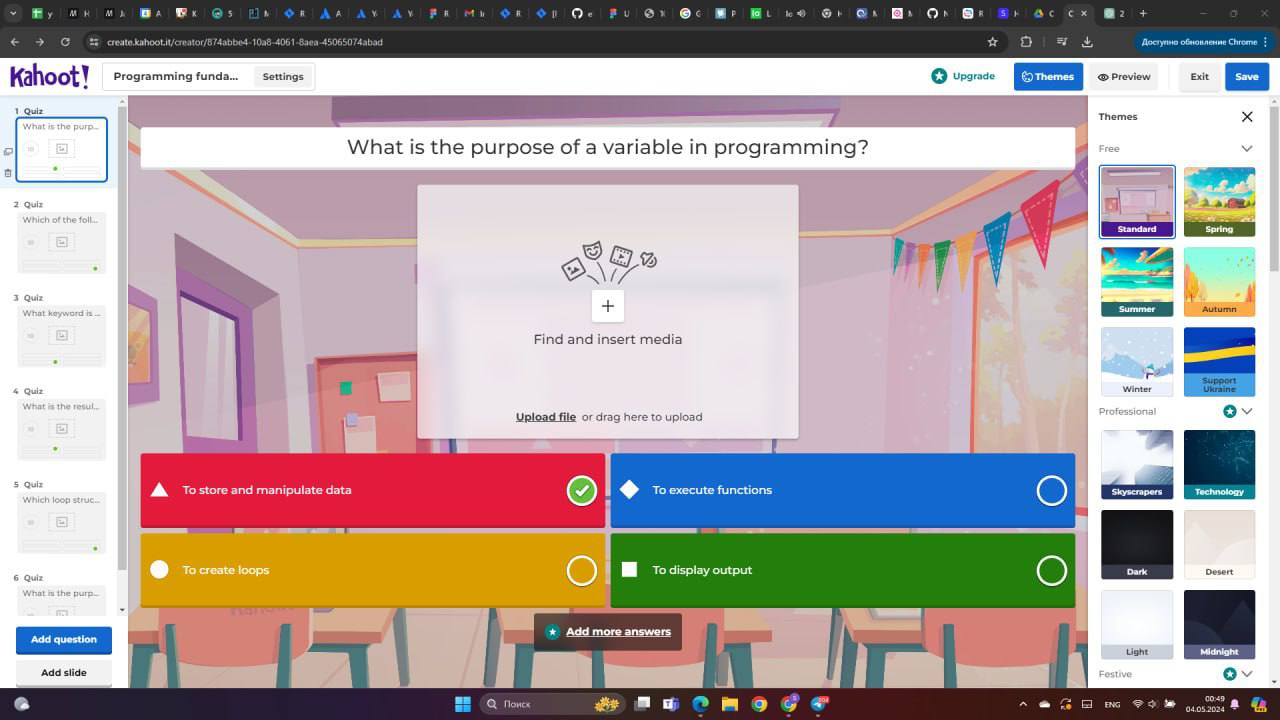 create.kahoot.it/creator/874abbe4-10a8-4061-8aea-45065074abad
Доступно обновление Chrome
Kahoot!
Programming funda...
Settings
Upgrade
Themes
Preview
Exit
Save
1 Quiz
What is the purp...
2 Quiz
Which of the foll...
3 Quiz
What keyword is ...
4 Quiz
What is the resul...
5 Quiz
Which loop struc...
6 Quiz
What is the purp...
Add question
Add slide
What is the purpose of a variable in programming?
Find and insert media
Upload file or drag here to upload
To store and manipulate data
To execute functions
To create loops
To display output
Add more answers
Themes
Free
Standard
Spring
Summer
Autumn
Winter
Support
Ukraine
Professional
Skyscrapers
Technology
Dark
Desert
Light
Midnight
Festive
Поиск
ENG
00:49
04.05.2024